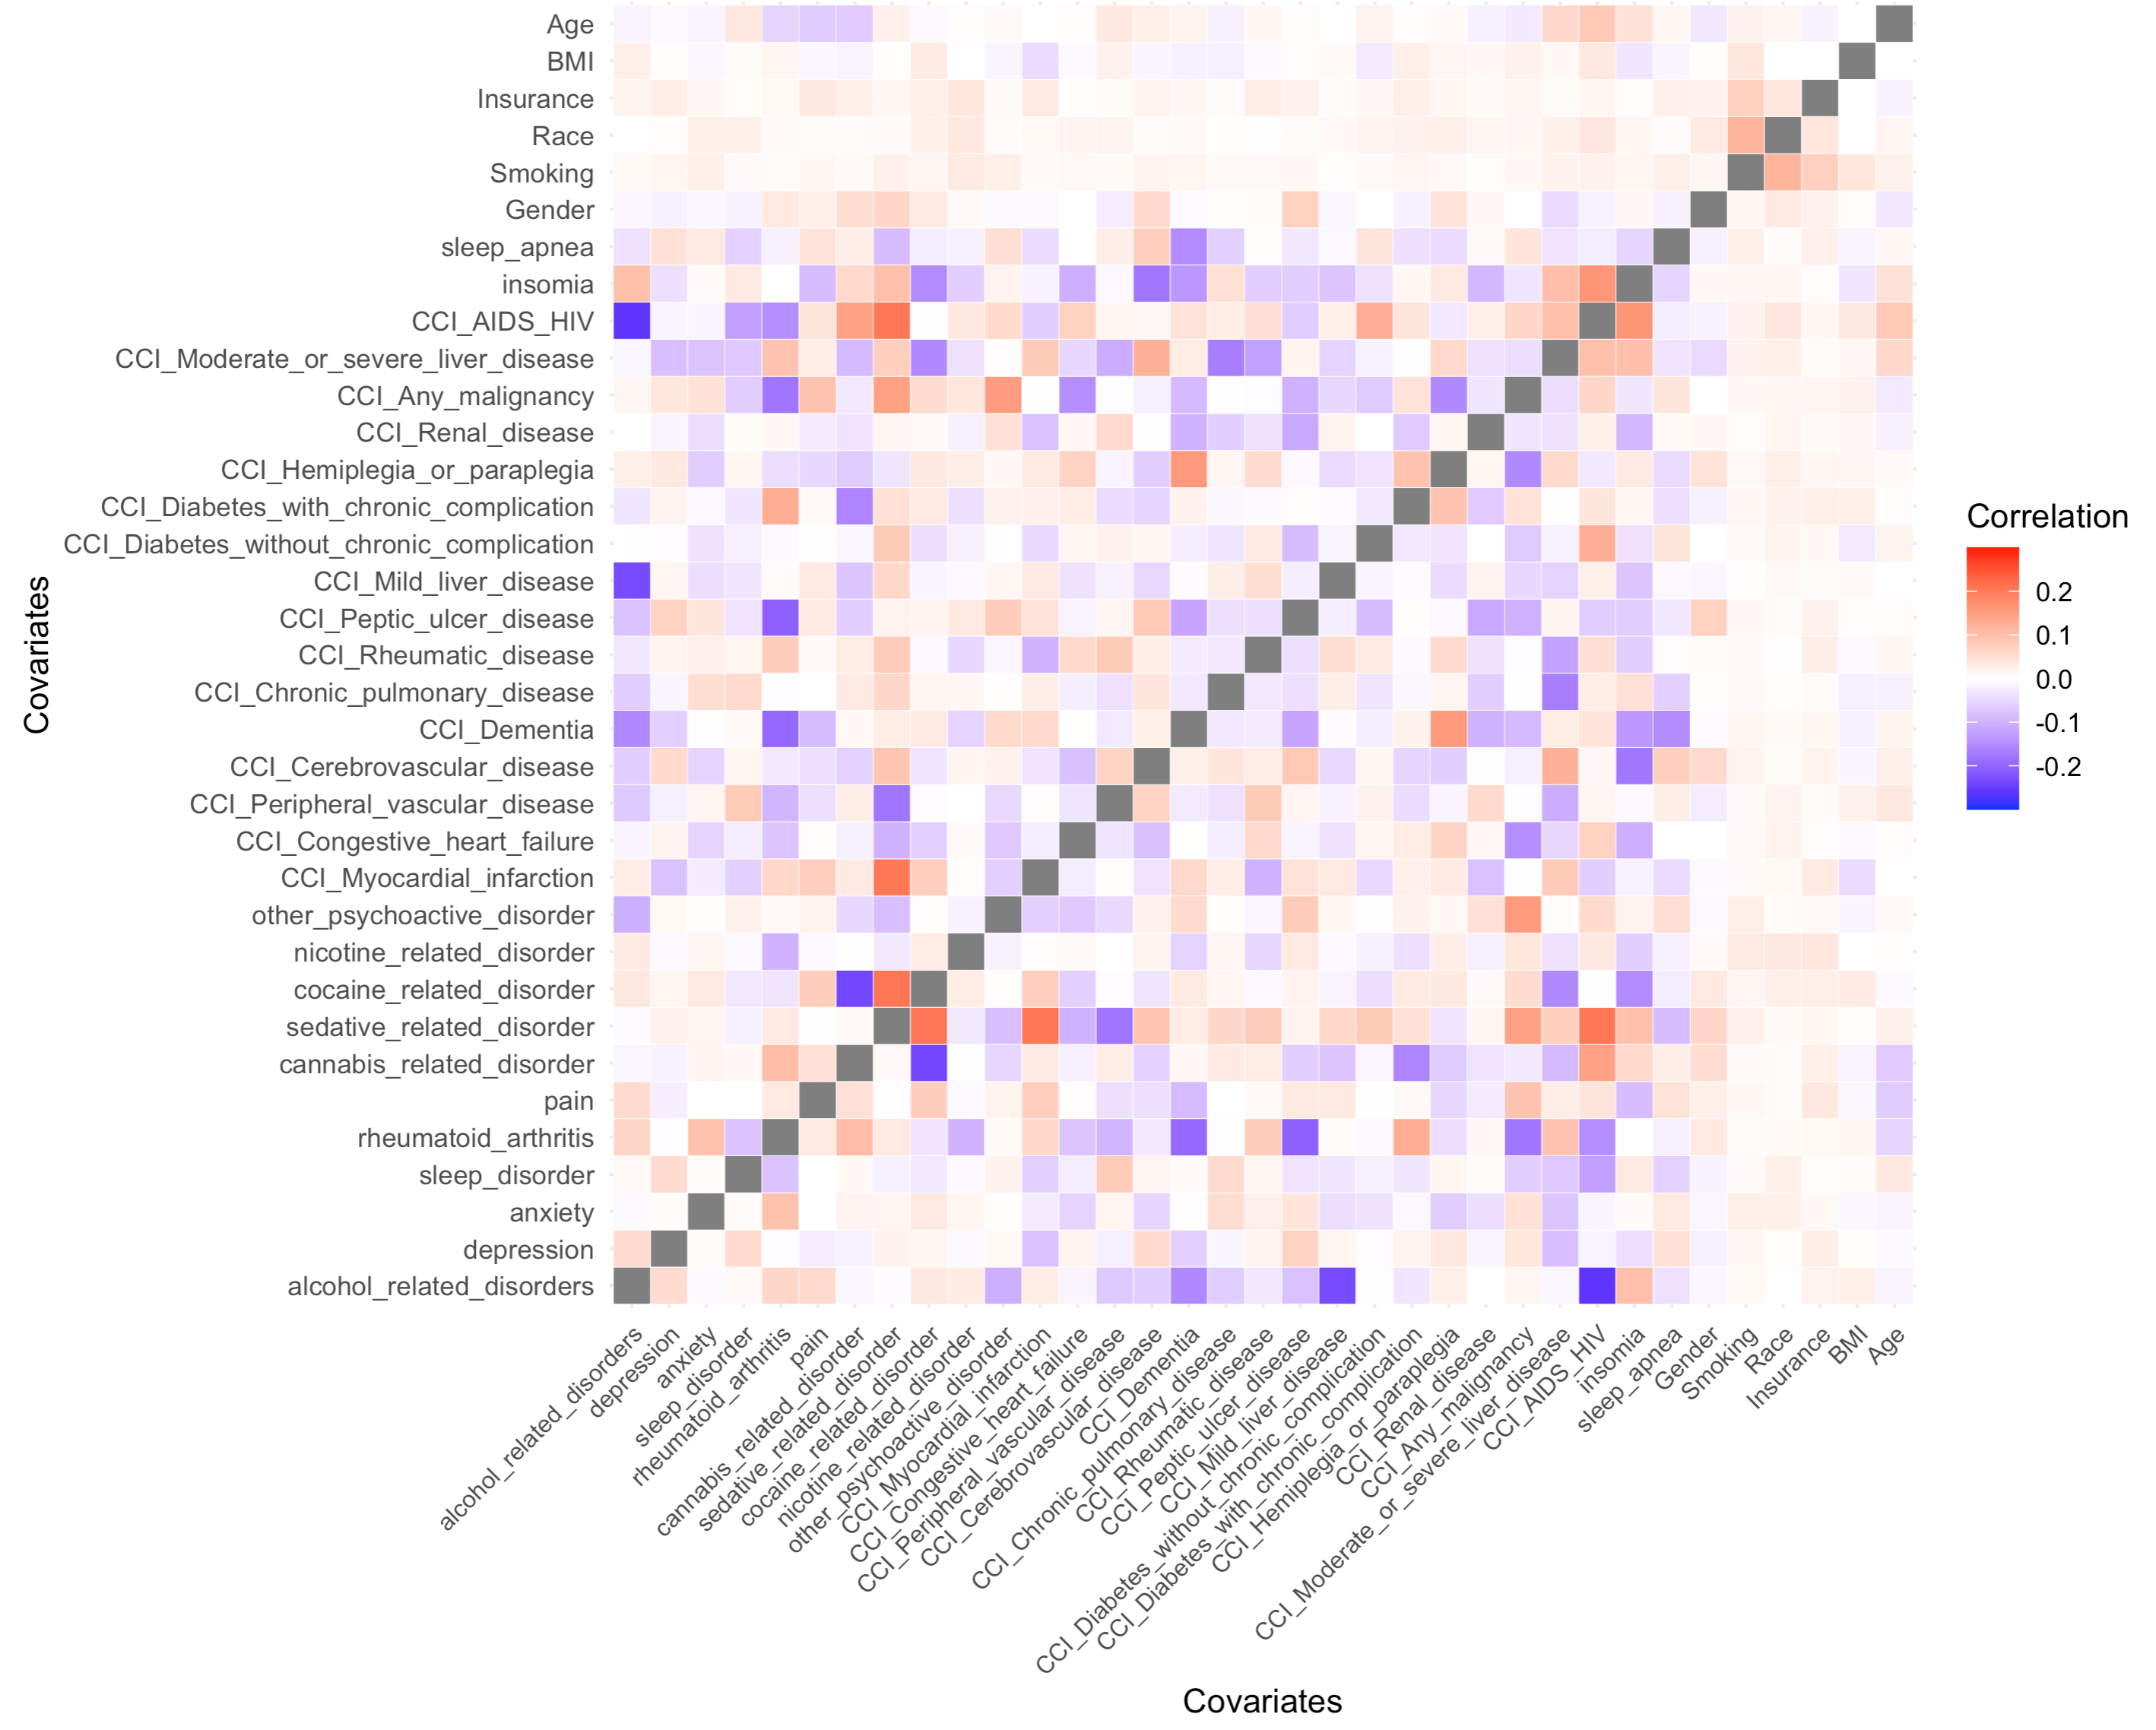 Age
BMI
Insurance
Race
Smoking
Gender
sleep_apnea
insomia
CCI_AIDS_HIV
CCI_Moderate_or_severe_liver_disease
CCI_Any_malignancy
CCI_Renal_disease
CCI_Hemiplegia_or_paraplegia
CCI_Diabetes_with_chronic_complication
CCI_Diabetes_without_chronic_complication
CCI_Mild_liver_disease
CCI_Peptic_ulcer_disease
CCI_Rheumatic_disease
CCI_Chronic_pulmonary_disease
CCI_Dementia
CCI_Cerebrovascular_disease
CCI_Peripheral_vascular_disease
CCI_Congestive_heart_failure
CCI_Myocardial_infarction
other_psychoactive_disorder
nicotine_related_disorder
cocaine_related_disorder
sedative_related_disorder
cannabis_related_disorder
pain
rheumatoid_arthritis
sleep_disorder
anxiety
depression
alcohol_related_disorders
Covariates
alcohol_related_disorders
depression
anxiety
sleep_disorder
rheumatoid_arthritis
pain
cannabis_related_disorder
sedative_related_disorder
cocaine_related_disorder
nicotine_related_disorder
other_psychoactive_disorder
CCI_Myocardial_infarction
CCI_Congestive_heart_failure
CCI_Peripheral_vascular_disease
CCI_Cerebrovascular_disease
CCI_Dementia
CCI_Chronic_pulmonary_disease
CCI_Rheumatic_disease
CCI_Peptic_ulcer_disease
CCI_Mild_liver_disease
CCI_Diabetes_without_chronic_complication
CCI_Diabetes_with_chronic_complication
CCI_Hemiplegia_or_paraplegia
CCI_Renal_disease
CCI_Any_malignancy
CCI_Moderate_or_severe_liver_disease
CCI_AIDS_HIV
insomia
sleep_apnea
Gender
Smoking
Race
Insurance
BMI
Age
Covariates
Correlation
0.2
0.1
0.0
-0.1
-0.2